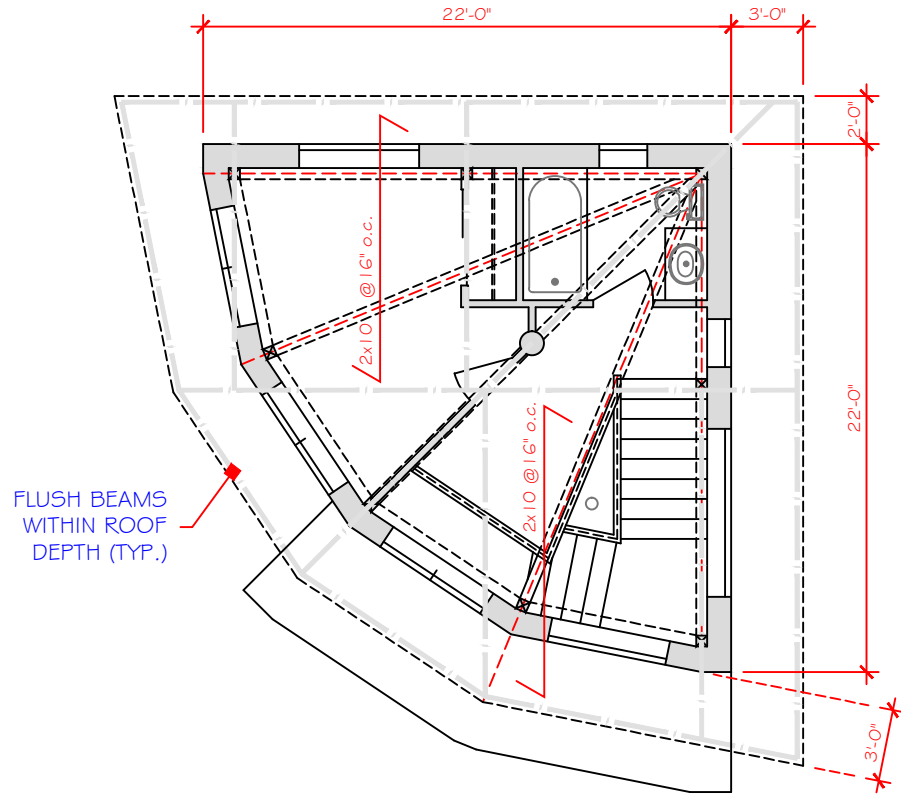 22'-0"
3'-0"
2'-0"
2x10 @16" o.c.
22'-0"
2x10 @16" o.c.
FLUSH BEAMS
WITHIN ROOF
DEPTH (TYP.)
3'-0"